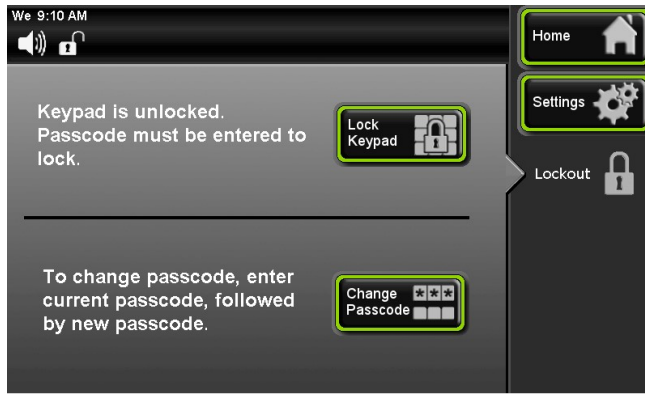 We 9:10 AM
Home
Settings
Keypad is unlocked.
Passcode must be entered to
lock.
Lock
Keypad
Lockout
To change passcode, enter
current passcode, followed
by new passcode.
Change
Passcode
***